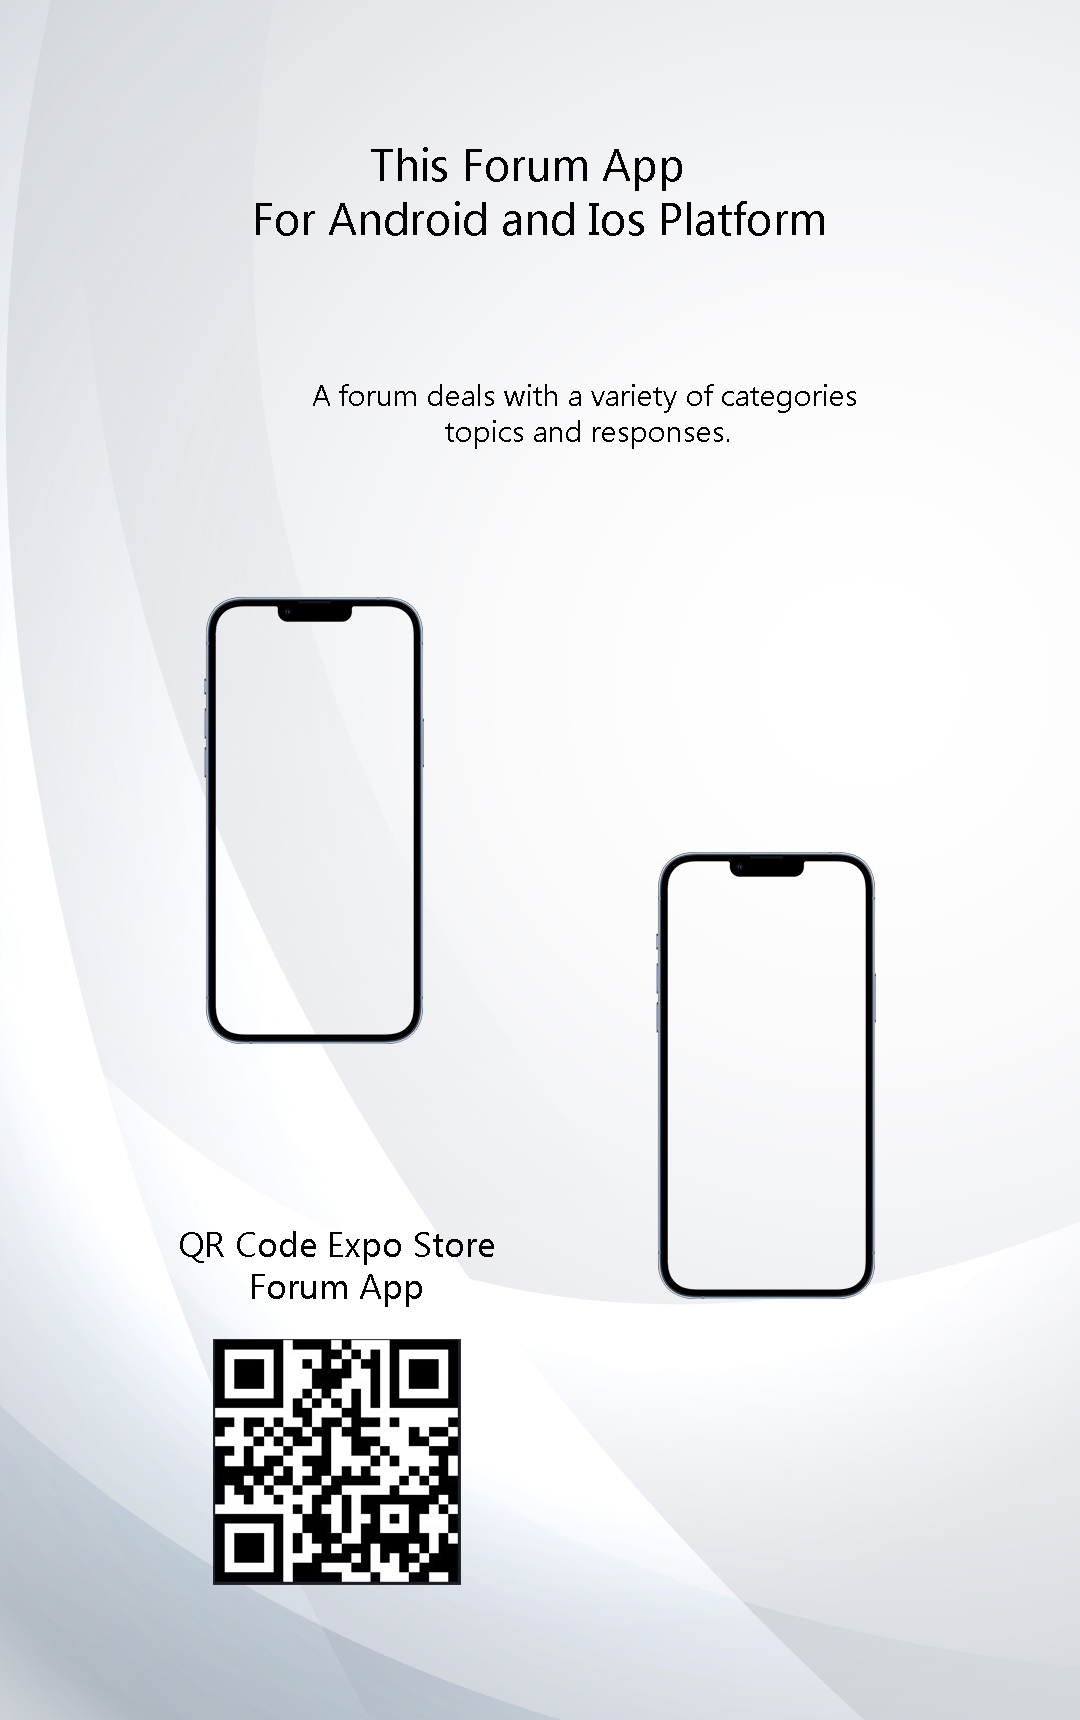 This Forum App
For Android and Ios Platform
A forum deals with a variety of categories
topics and responses.
QR Code Expo Store
Forum App